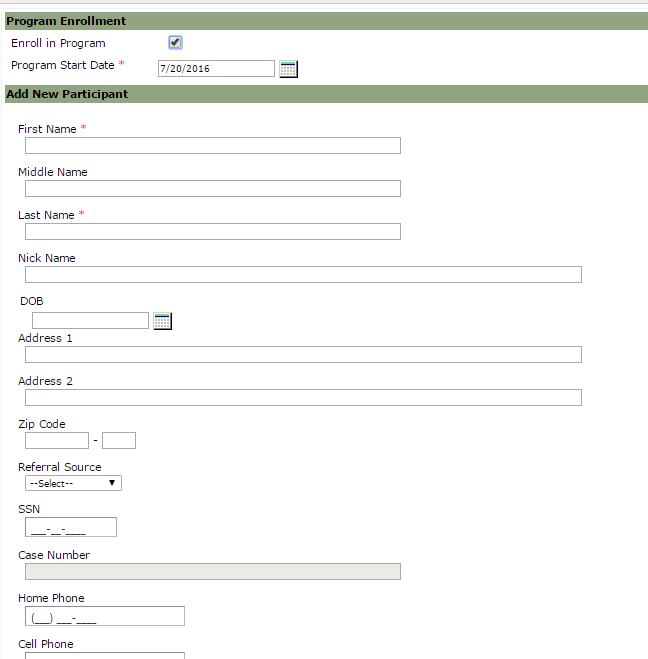 Program Enrollment
Enroll in Program
Program Start Date *
7/20/2016
Add New Participant
First Name *
Middle Name
Last Name *
Nick Name
DOB
Address 1
Address 2
Zip Code
-
Referral Source
--Select--
SSN
___-__-____
Case Number
Home Phone
(___) ___-____
Cell Phone